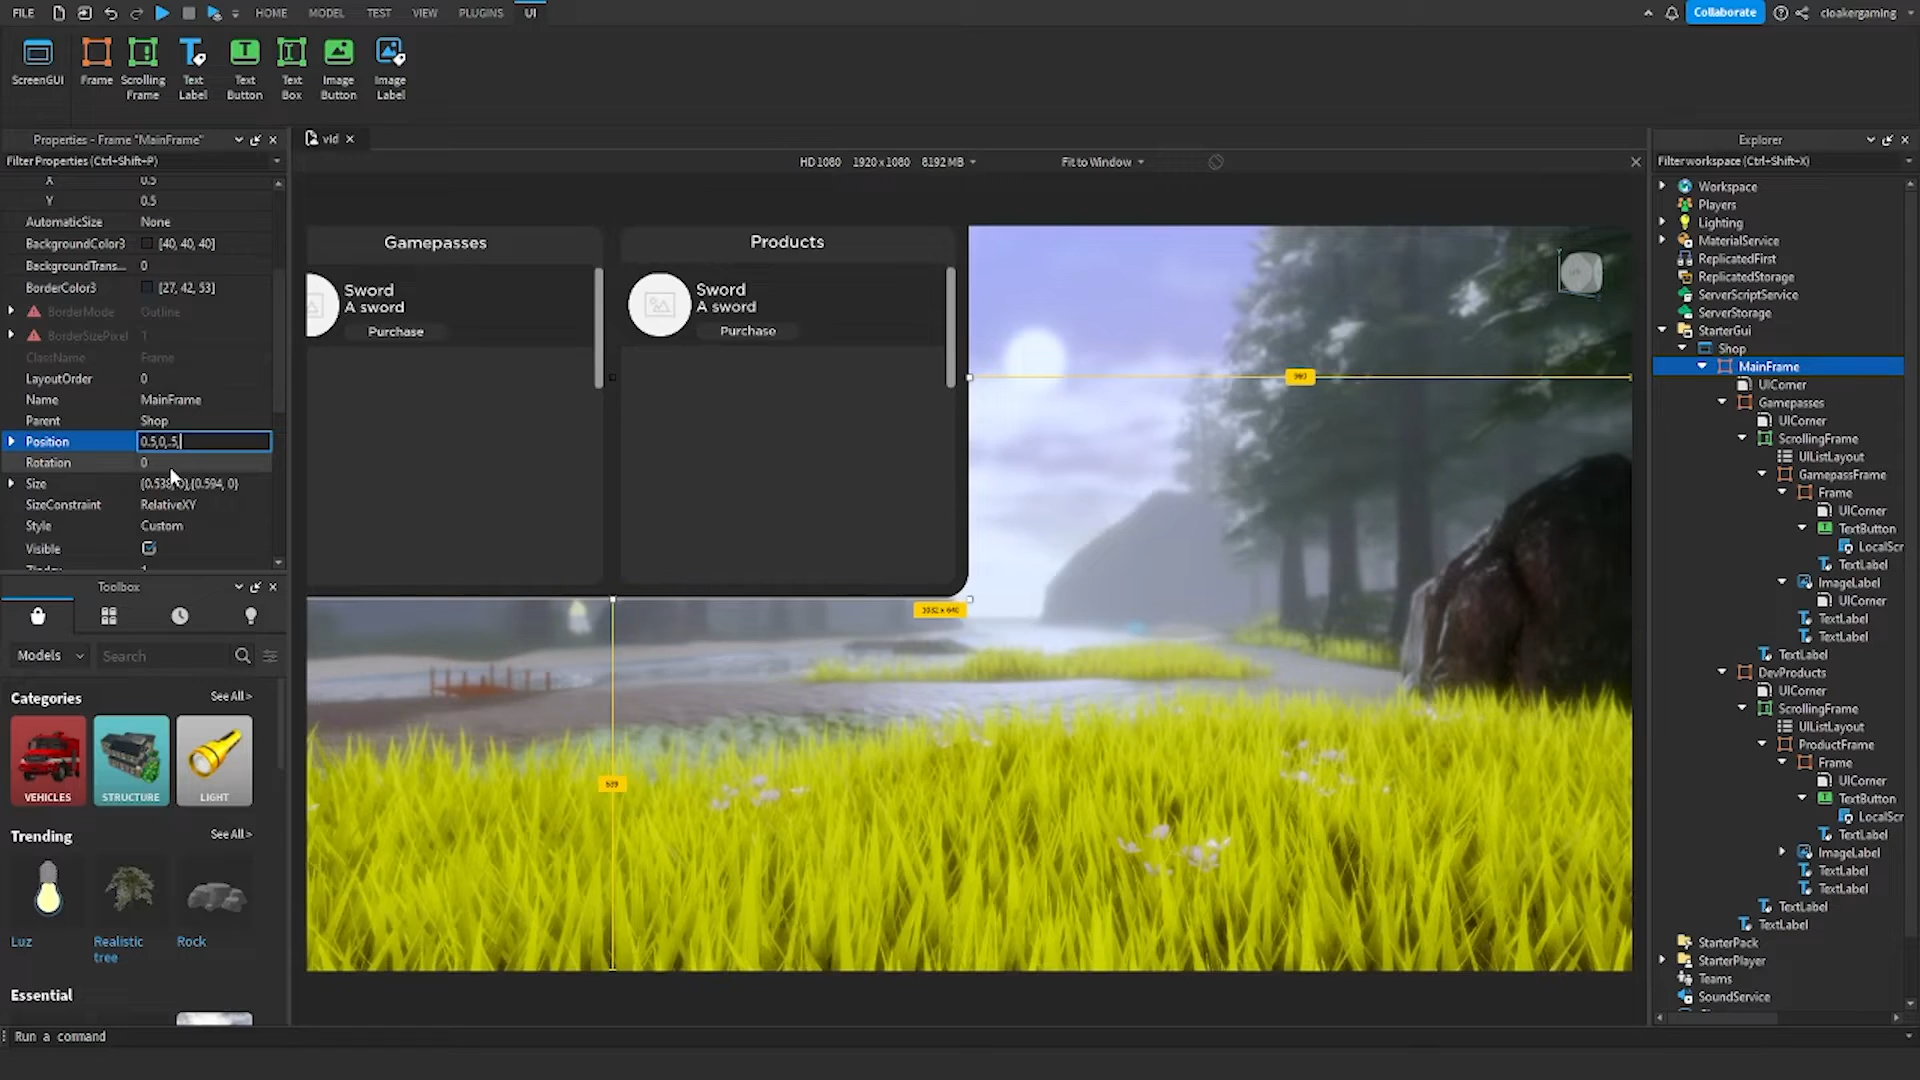 FILE HOME MODEL TEST VIEW PLUGINS UI Collaborate cloakergaming
ScreenGUI Frame Scrolling Frame Text Label Text Button Text Box Image Button Image Label
Properties - Frame "MainFrame"
Filter Properties (Ctrl+Shift+P)
X 0.5
Y 0.5
AutomaticSize None
BackgroundColor3 [40, 40, 40]
BackgroundTrans... 0
BorderColor3 [27, 42, 53]
BorderMode Outline
BorderSizePixel 1
ClassName Frame
LayoutOrder 0
Name MainFrame
Parent Shop
Position 0.5,0,.5,
Rotation 0
Size {0.538, 0},{0.594, 0}
SizeConstraint RelativeXY
Style Custom
Visible
Toolbox
Models Search
Categories See All >
VEHICLES STRUCTURE LIGHT
Trending See All >
Luz Realistic tree Rock
Essential
Run a command
vid
HD 1080 1920 x 1080 8192 MB Fit to Window
Gamepasses
Sword
A sword
Purchase
Products
Sword
A sword
Purchase
Explorer
Filter workspace (Ctrl+Shift+X)
Workspace
Players
Lighting
MaterialService
ReplicatedFirst
ReplicatedStorage
ServerScriptService
ServerStorage
StarterGui
Shop
MainFrame
UICorner
Gamepasses
UICorner
ScrollingFrame
UIListLayout
GamepassFrame
Frame
UICorner
TextButton
LocalScr
TextLabel
ImageLabel
UICorner
TextLabel
TextLabel
TextLabel
DevProducts
UICorner
ScrollingFrame
UIListLayout
ProductFrame
Frame
UICorner
TextButton
LocalScr
TextLabel
ImageLabel
TextLabel
TextLabel
TextLabel
TextLabel
StarterPack
StarterPlayer
Teams
SoundService